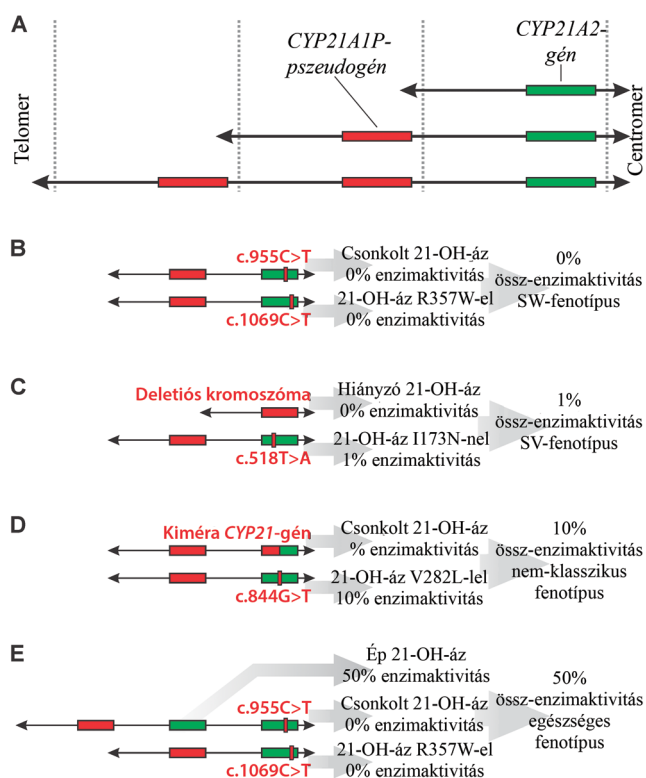 A
CYP21A1P-
pszeudogén
CYP21A2-
gén
Telomer
Centromer
B
c.955C>T
Csonkolt 21-OH-áz
0% enzimaktivitás
21-OH-áz R357W-el
0% enzimaktivitás
c.1069C>T
0%
össz-enzimaktivitás
SW-fenotípus
C
Deletiós kromoszóma
Hiányzó 21-OH-áz
0% enzimaktivitás
21-OH-áz I173N-nel
1% enzimaktivitás
c.518T>A
1%
össz-enzimaktivitás
SV-fenotípus
D
Kiméra CYP21-gén
Csonkolt 21-OH-áz
% enzimaktivitás
21-OH-áz V282L-lel
10% enzimaktivitás
c.844G>T
10%
össz-enzimaktivitás
nem-klasszikus
fenotípus
E
Ép 21-OH-áz
50% enzimaktivitás
c.955C>T
Csonkolt 21-OH-áz
0% enzimaktivitás
21-OH-áz R357W-el
0% enzimaktivitás
c.1069C>T
50%
össz-enzimaktivitás
egészséges
fenotípus